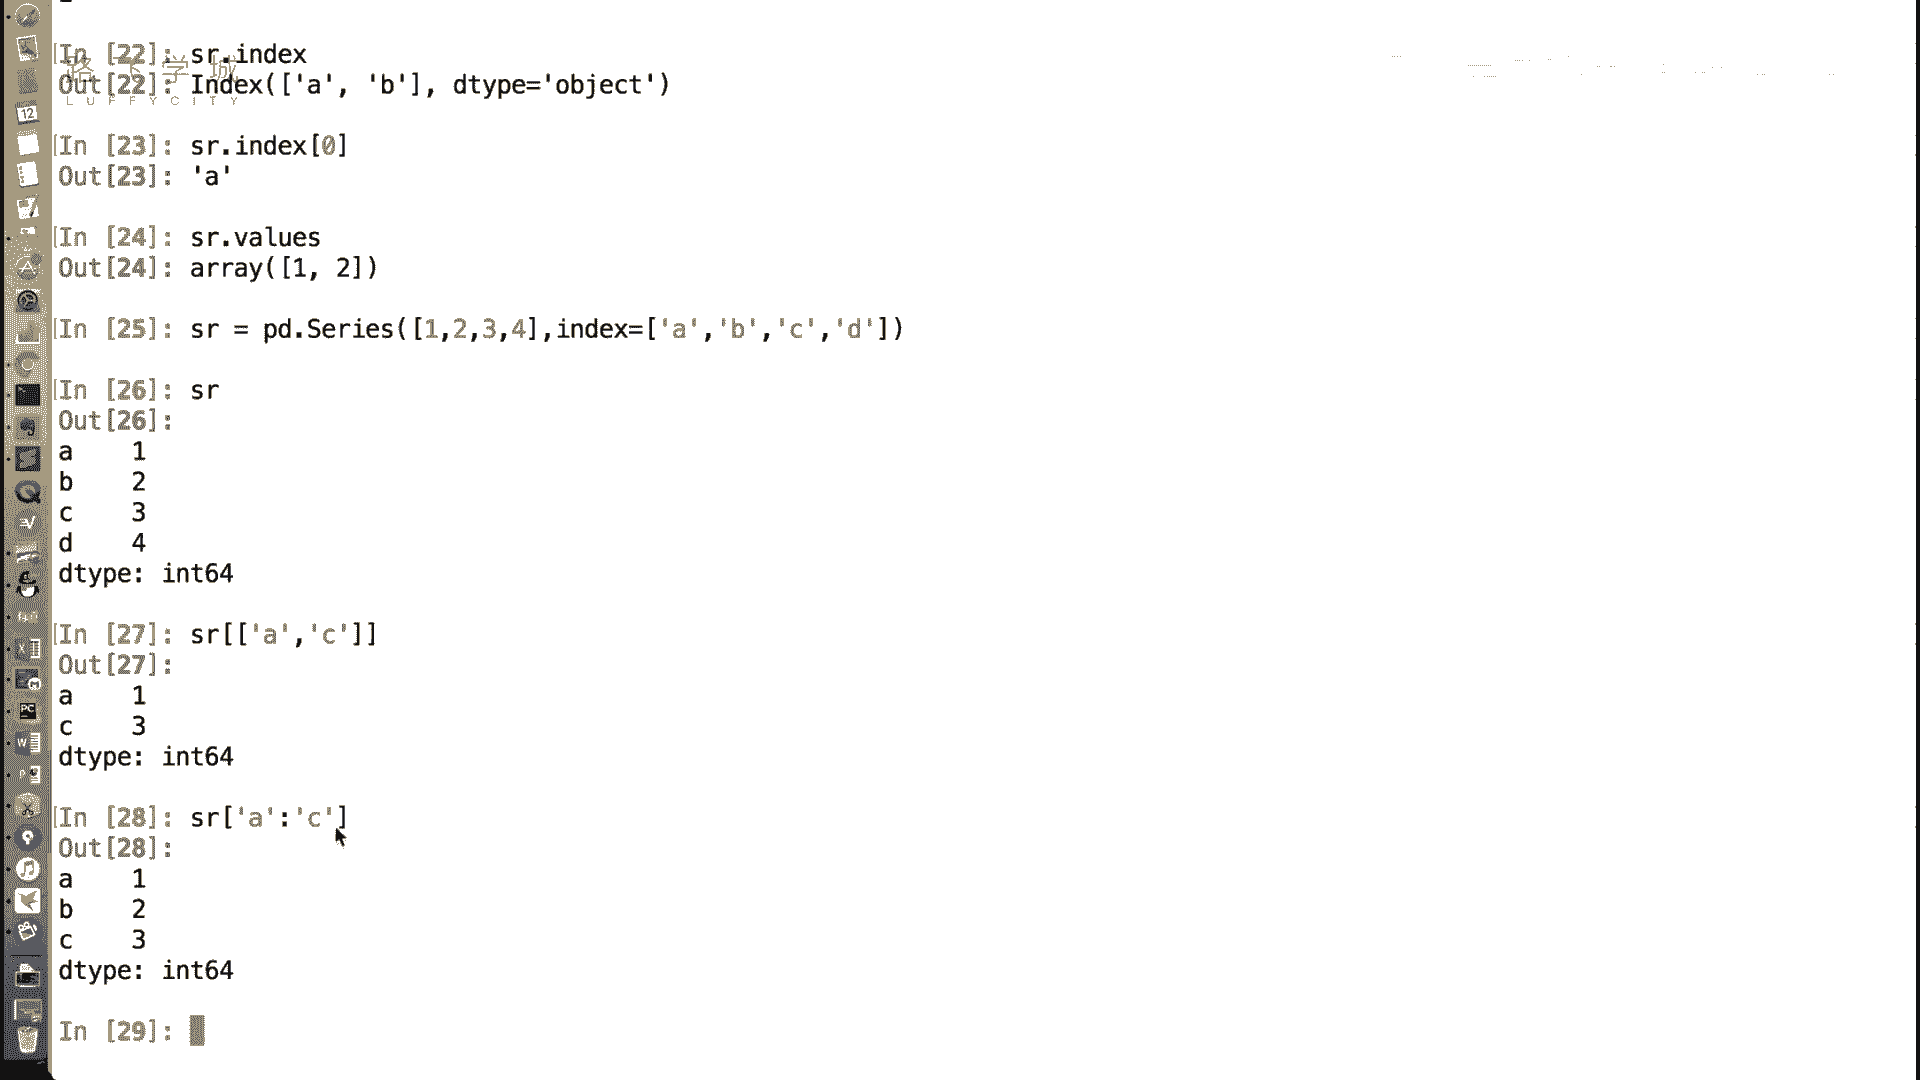 In [22]: sr.index
Out[22]: Index(['a', 'b'], dtype='object')
路飞学城
LUFFYCITY
In [23]: sr.index[0]
Out[23]: 'a'
In [24]: sr.values
Out[24]: array([1, 2])
In [25]: sr = pd.Series([1,2,3,4],index=['a','b','c','d'])
In [26]: sr
Out[26]:
a    1
b    2
c    3
d    4
dtype: int64
In [27]: sr[['a','c']]
Out[27]:
a    1
c    3
dtype: int64
In [28]: sr['a':'c']
Out[28]:
a    1
b    2
c    3
dtype: int64
In [29]:
12
PC
W